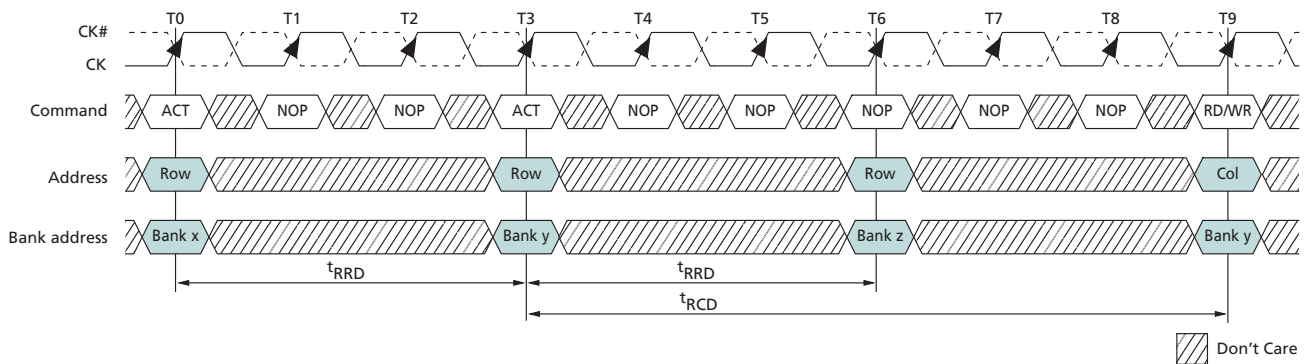 T0 T1 T2 T3 T4 T5 T6 T7 T8 T9
CK#
CK
Command ACT NOP NOP ACT NOP NOP NOP NOP NOP RD/WR
Address Row Row Row Col
Bank address Bank x Bank y Bank z Bank y
tRRD tRRD
tRCD
Don't Care